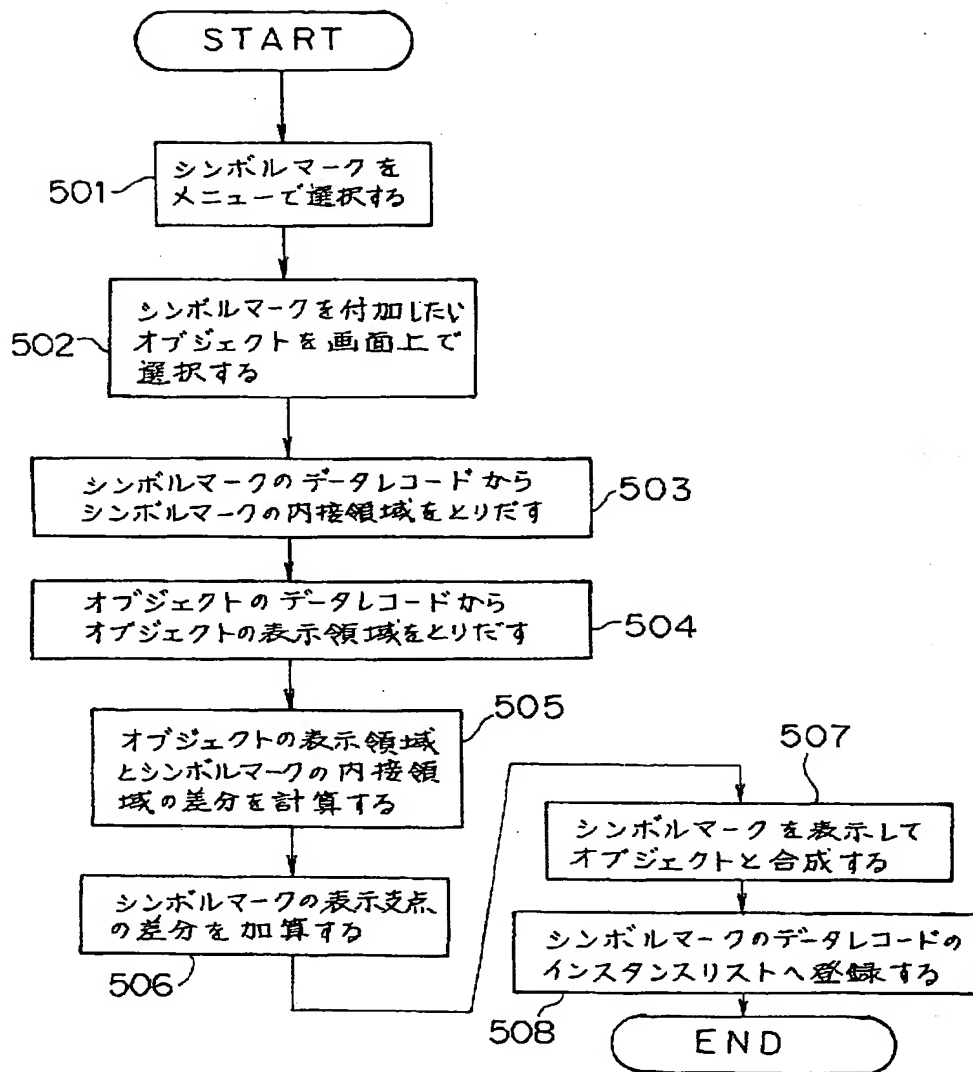 START
501
シンボルマークを
メニューで選択する
502
シンボルマークを付加したい
オブジェクトを画面上で
選択する
シンボルマークのデータレコードから
シンボルマークの内接領域をとりだす
503
オブジェクトのデータレコードから
オブジェクトの表示領域をとりだす
504
505
オブジェクトの表示領域
とシンボルマークの内接領
域の差分を計算する
シンボルマークの表示支点
の差分を加算する
506
507
シンボルマークを表示して
オブジェクトと合成する
シンボルマークのデータレコードの
インスタンスリストへ登録する
508
END